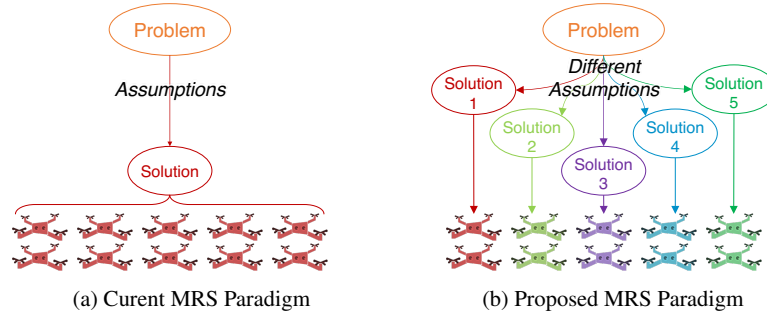 Problem
Assumptions
Solution
(a) Curent MRS Paradigm
Problem
Different
Assumptions
Solution
1
Solution
2
Solution
3
Solution
4
Solution
5
(b) Proposed MRS Paradigm